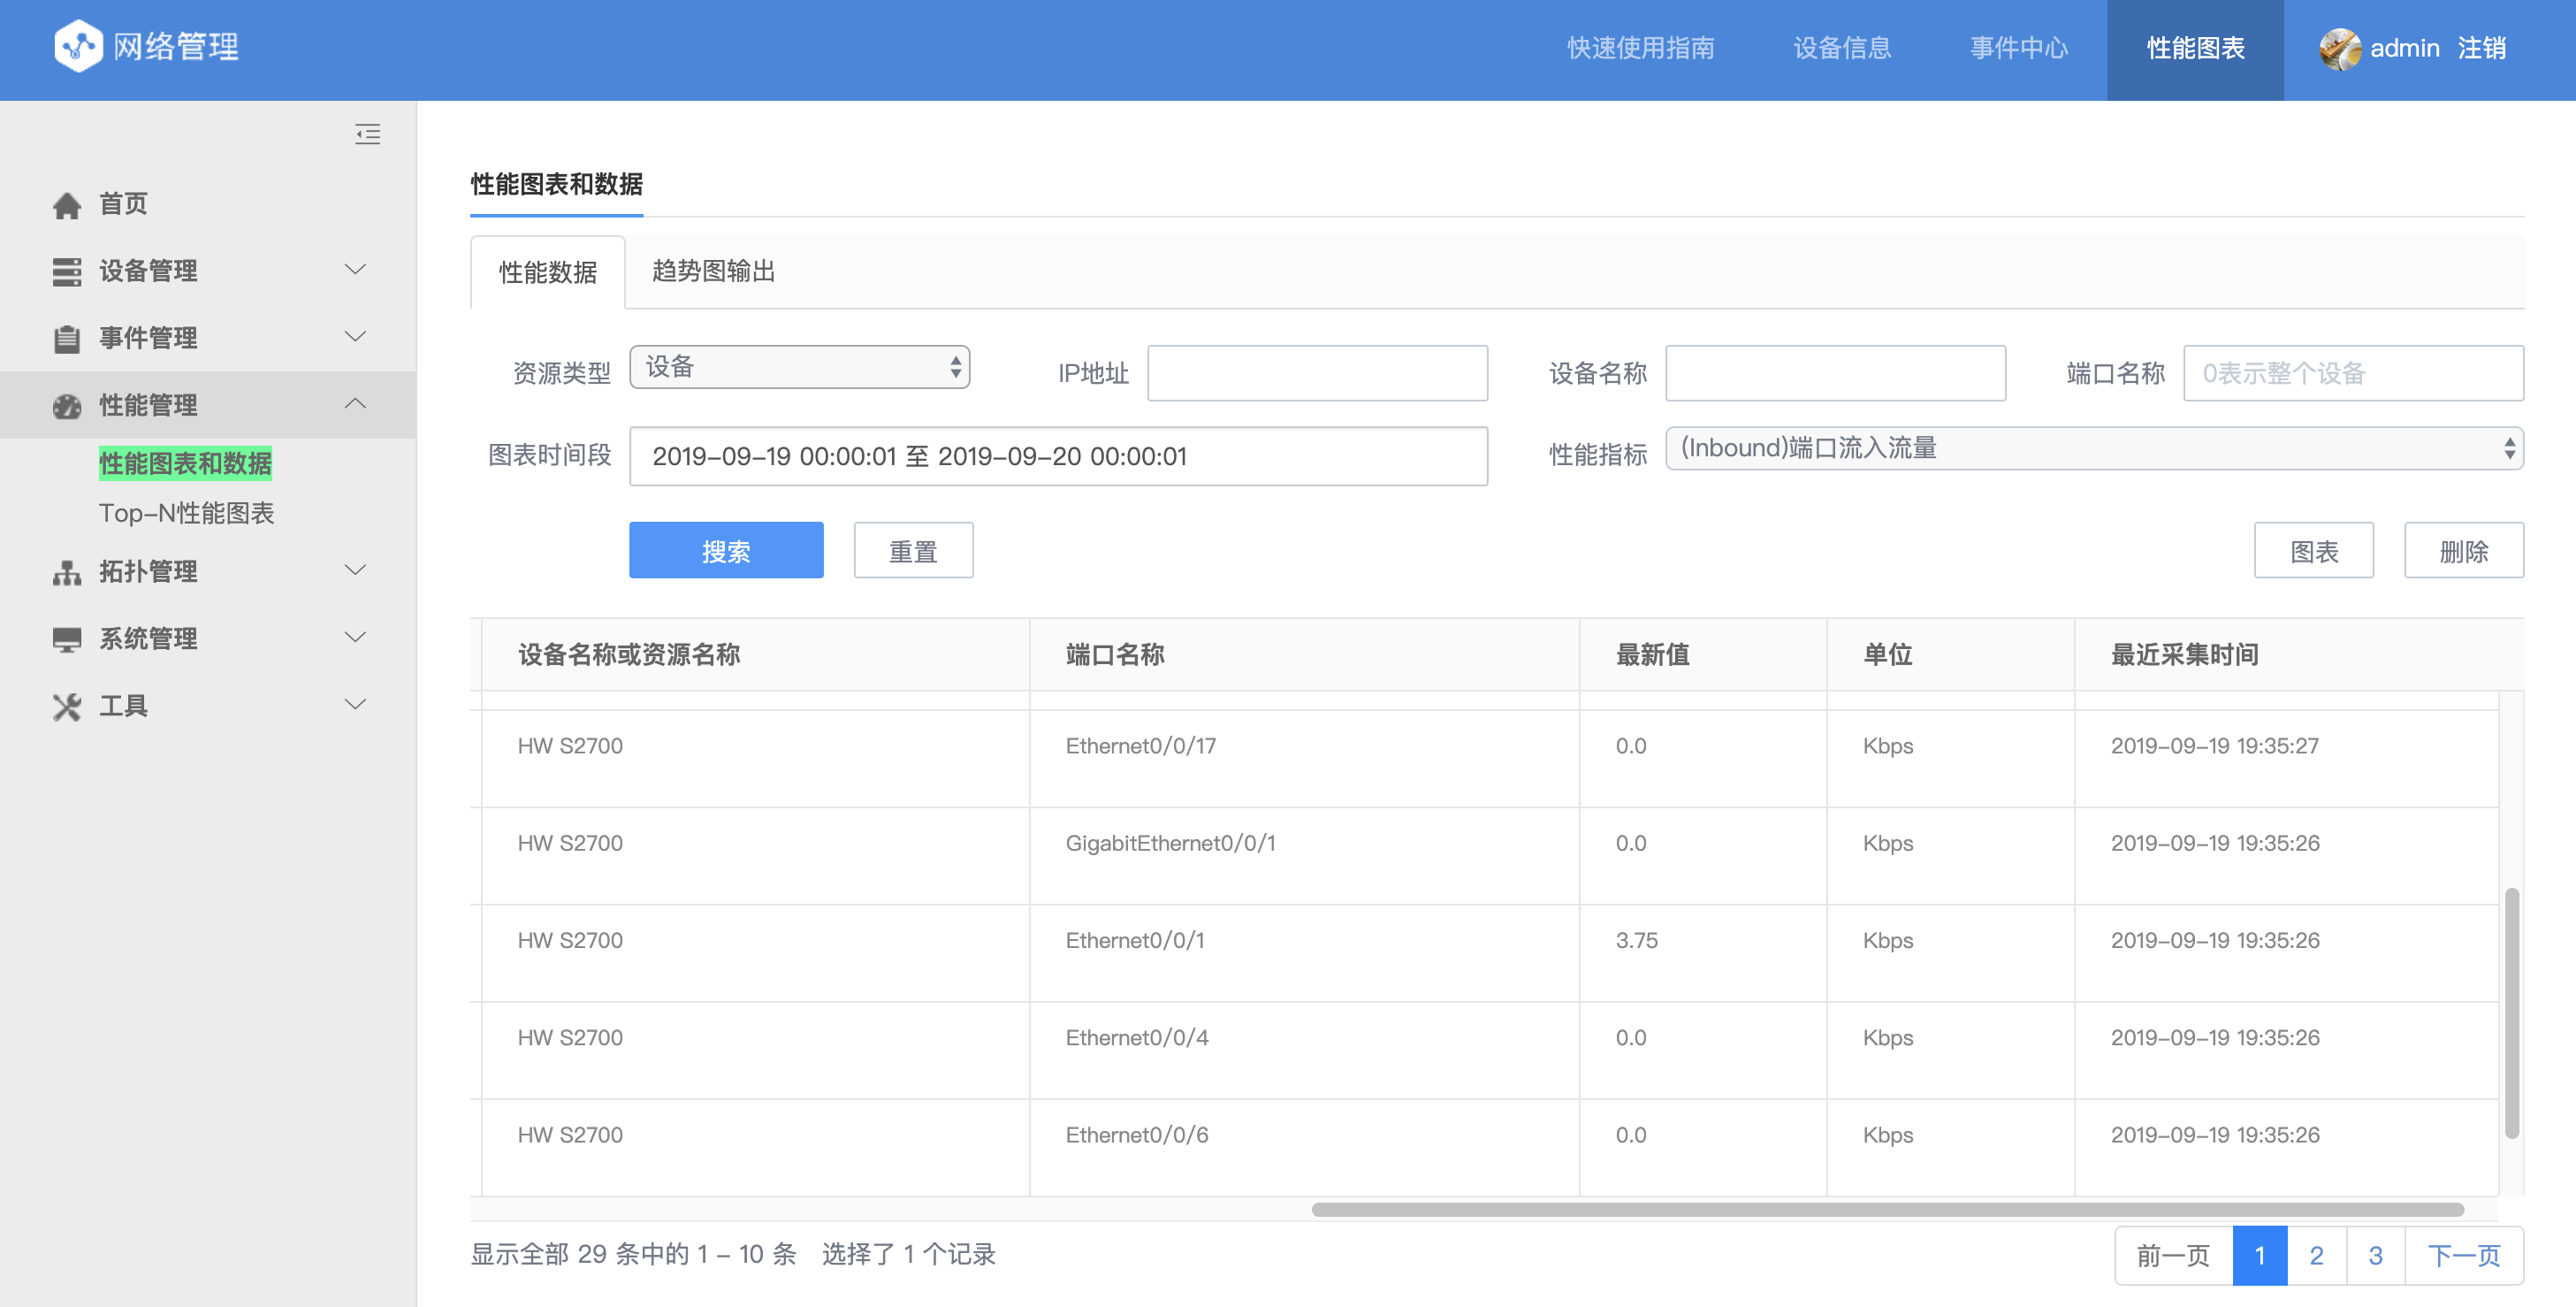 网络管理
快速使用指南 设备信息 事件中心 性能图表 admin 注销
首页
设备管理
事件管理
性能管理
性能图表和数据
Top-N性能图表
拓扑管理
系统管理
工具
性能图表和数据
性能数据 趋势图输出
资源类型 设备 IP地址 设备名称 端口名称 0表示整个设备
图表时间段 2019-09-19 00:00:01 至 2019-09-20 00:00:01 性能指标 (Inbound)端口流入流量
搜索 重置 图表 删除
设备名称或资源名称 端口名称 最新值 单位 最近采集时间
HW S2700 Ethernet0/0/17 0.0 Kbps 2019-09-19 19:35:27
HW S2700 GigabitEthernet0/0/1 0.0 Kbps 2019-09-19 19:35:26
HW S2700 Ethernet0/0/1 3.75 Kbps 2019-09-19 19:35:26
HW S2700 Ethernet0/0/4 0.0 Kbps 2019-09-19 19:35:26
HW S2700 Ethernet0/0/6 0.0 Kbps 2019-09-19 19:35:26
显示全部 29 条中的 1 - 10 条 选择了 1 个记录
前一页 1 2 3 下一页